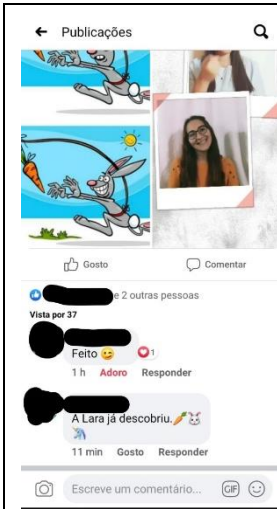 Publicações
Gosto Comentar
e 2 outras pessoas
Vista por 37
Feito 😉 1
1 h Adoro Responder
A Lara já descobriu.🥕🐰
11 min Gosto Responder
Escreve um comentário... GIF